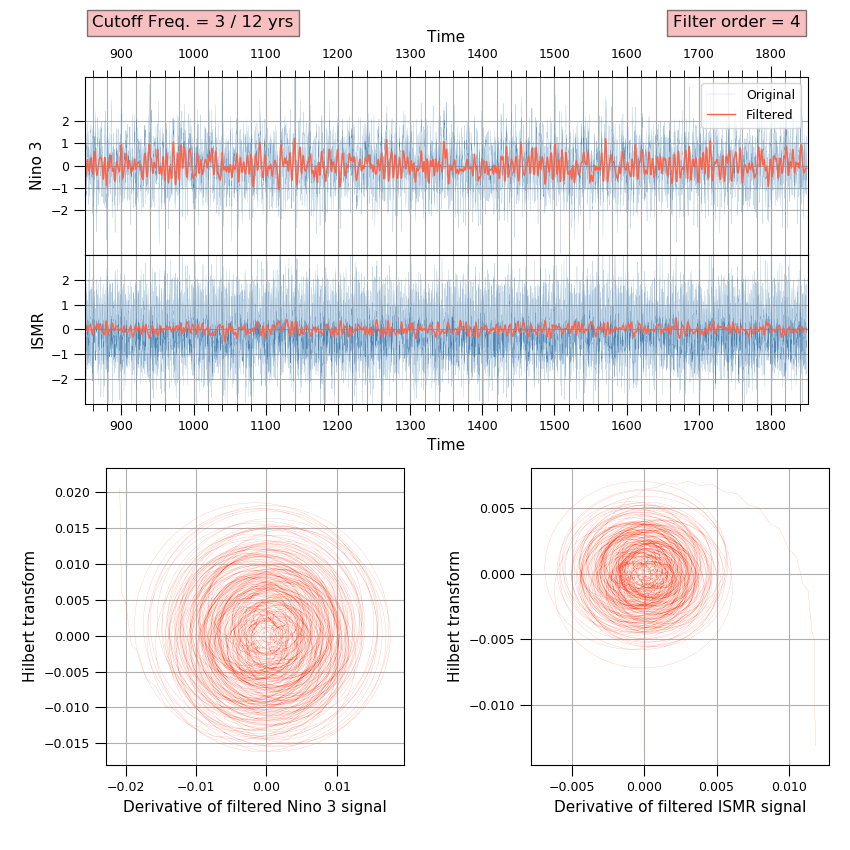 Cutoff Freq. = 3 / 12 yrs
Filter order = 4
Time
900 1000 1100 1200 1300 1400 1500 1600 1700 1800
Original
Filtered
Nino 3
2
1
0
−1
−2
ISMR
2
1
0
−1
−2
900 1000 1100 1200 1300 1400 1500 1600 1700 1800
Time
Hilbert transform
0.020
0.015
0.010
0.005
0.000
−0.005
−0.010
−0.015
−0.02 −0.01 0.00 0.01
Derivative of filtered Nino 3 signal
Hilbert transform
0.005
0.000
−0.005
−0.010
−0.005 0.000 0.005 0.010
Derivative of filtered ISMR signal